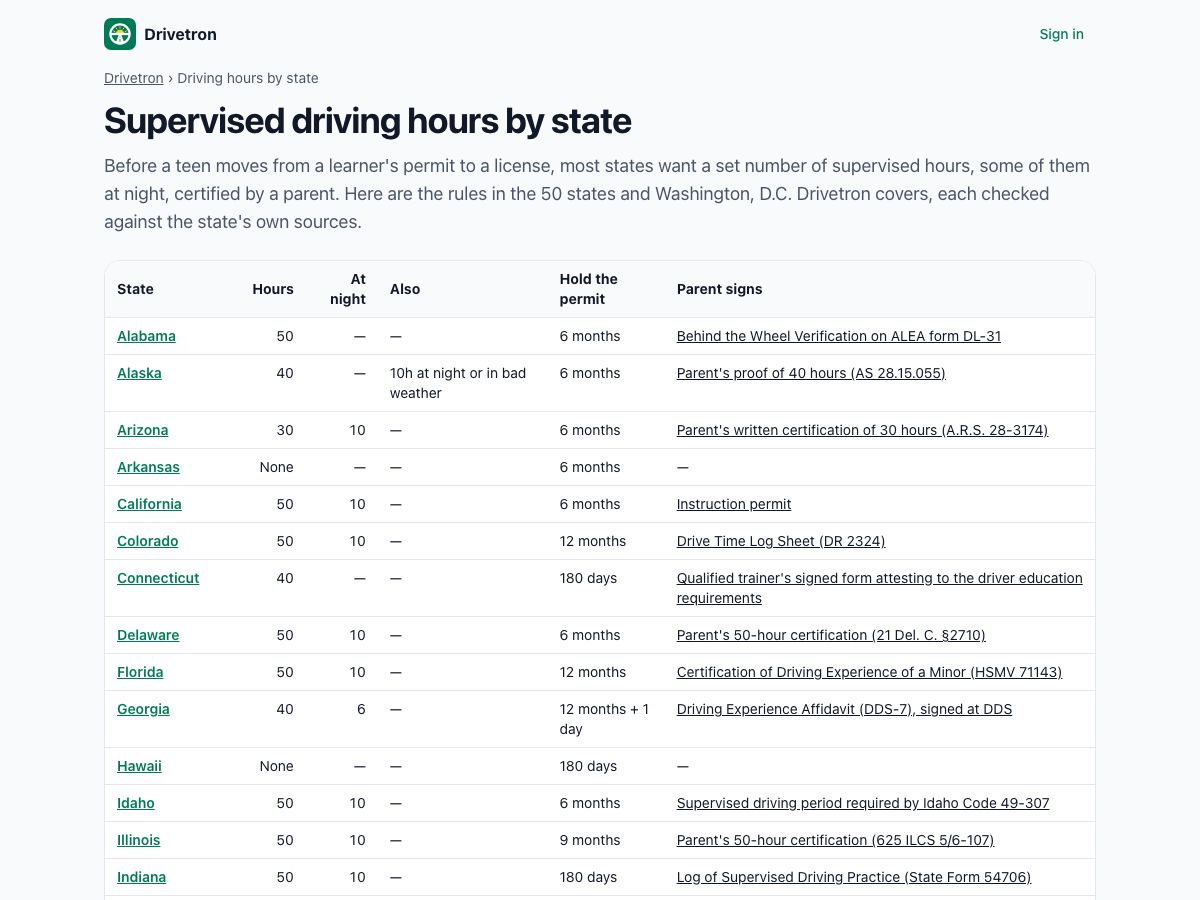 Drivetron
Sign in
Drivetron › Driving hours by state
Supervised driving hours by state
Before a teen moves from a learner's permit to a license, most states want a set number of supervised hours, some of them
at night, certified by a parent. Here are the rules in the 50 states and Washington, D.C. Drivetron covers, each checked
against the state's own sources.
State Hours At night Also Hold the permit Parent signs
Alabama 50 — — 6 months Behind the Wheel Verification on ALEA form DL-31
Alaska 40 — 10h at night or in bad weather 6 months Parent's proof of 40 hours (AS 28.15.055)
Arizona 30 10 — 6 months Parent's written certification of 30 hours (A.R.S. 28-3174)
Arkansas None — — 6 months —
California 50 10 — 6 months Instruction permit
Colorado 50 10 — 12 months Drive Time Log Sheet (DR 2324)
Connecticut 40 — — 180 days Qualified trainer's signed form attesting to the driver education requirements
Delaware 50 10 — 6 months Parent's 50-hour certification (21 Del. C. §2710)
Florida 50 10 — 12 months Certification of Driving Experience of a Minor (HSMV 71143)
Georgia 40 6 — 12 months + 1 day Driving Experience Affidavit (DDS-7), signed at DDS
Hawaii None — — 180 days —
Idaho 50 10 — 6 months Supervised driving period required by Idaho Code 49-307
Illinois 50 10 — 9 months Parent's 50-hour certification (625 ILCS 5/6-107)
Indiana 50 10 — 180 days Log of Supervised Driving Practice (State Form 54706)